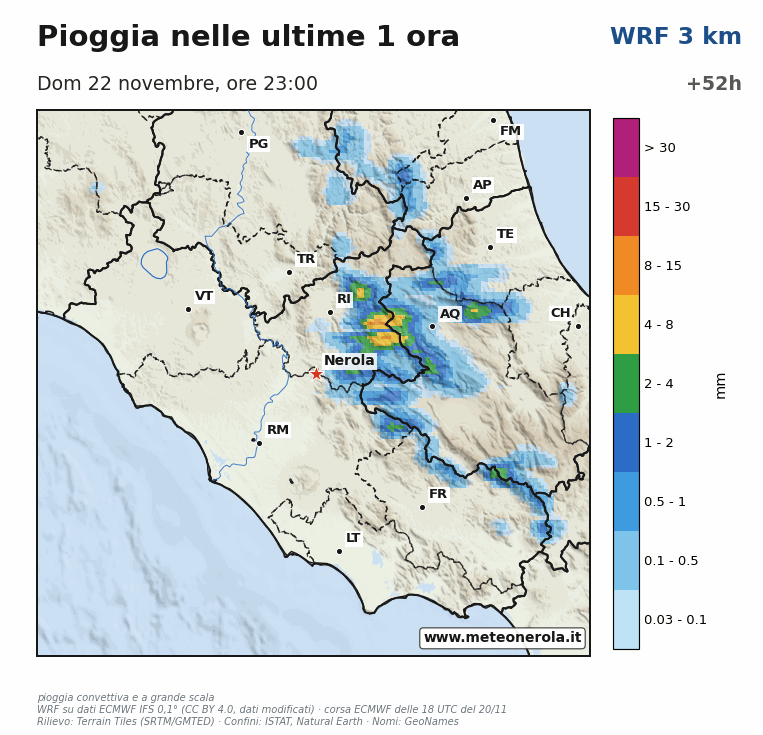 Pioggia nelle ultime 1 ora
WRF 3 km
Dom 22 novembre, ore 23:00
+52h
FM
PG
AP
TE
TR
RI
VT
AQ
CH
Nerola
RM
FR
LT
www.meteonerola.it
> 30
15 - 30
8 - 15
4 - 8
2 - 4
1 - 2
0.5 - 1
0.1 - 0.5
0.03 - 0.1
mm
pioggia convettiva e a grande scala
WRF su dati ECMWF IFS 0,1° (CC BY 4.0, dati modificati) · corsa ECMWF delle 18 UTC del 20/11
Rilievo: Terrain Tiles (SRTM/GMTED) · Confini: ISTAT, Natural Earth · Nomi: GeoNames